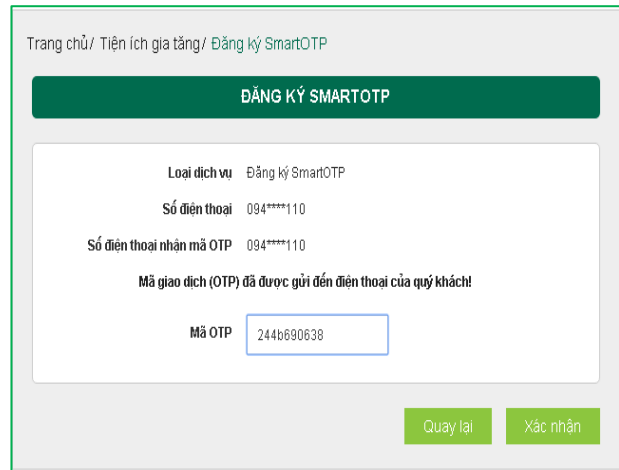 Trang chủ/ Tiện ích gia tăng/ Đăng ký SmartOTP
ĐĂNG KÝ SMARTOTP
Loại dịch vụ Đăng ký SmartOTP
Số điện thoại 094****110
Số điện thoại nhận mã OTP 094****110
Mã giao dịch (OTP) đã được gửi đến điện thoại của quý khách!
Mã OTP 244b690638
Quay lại Xác nhận